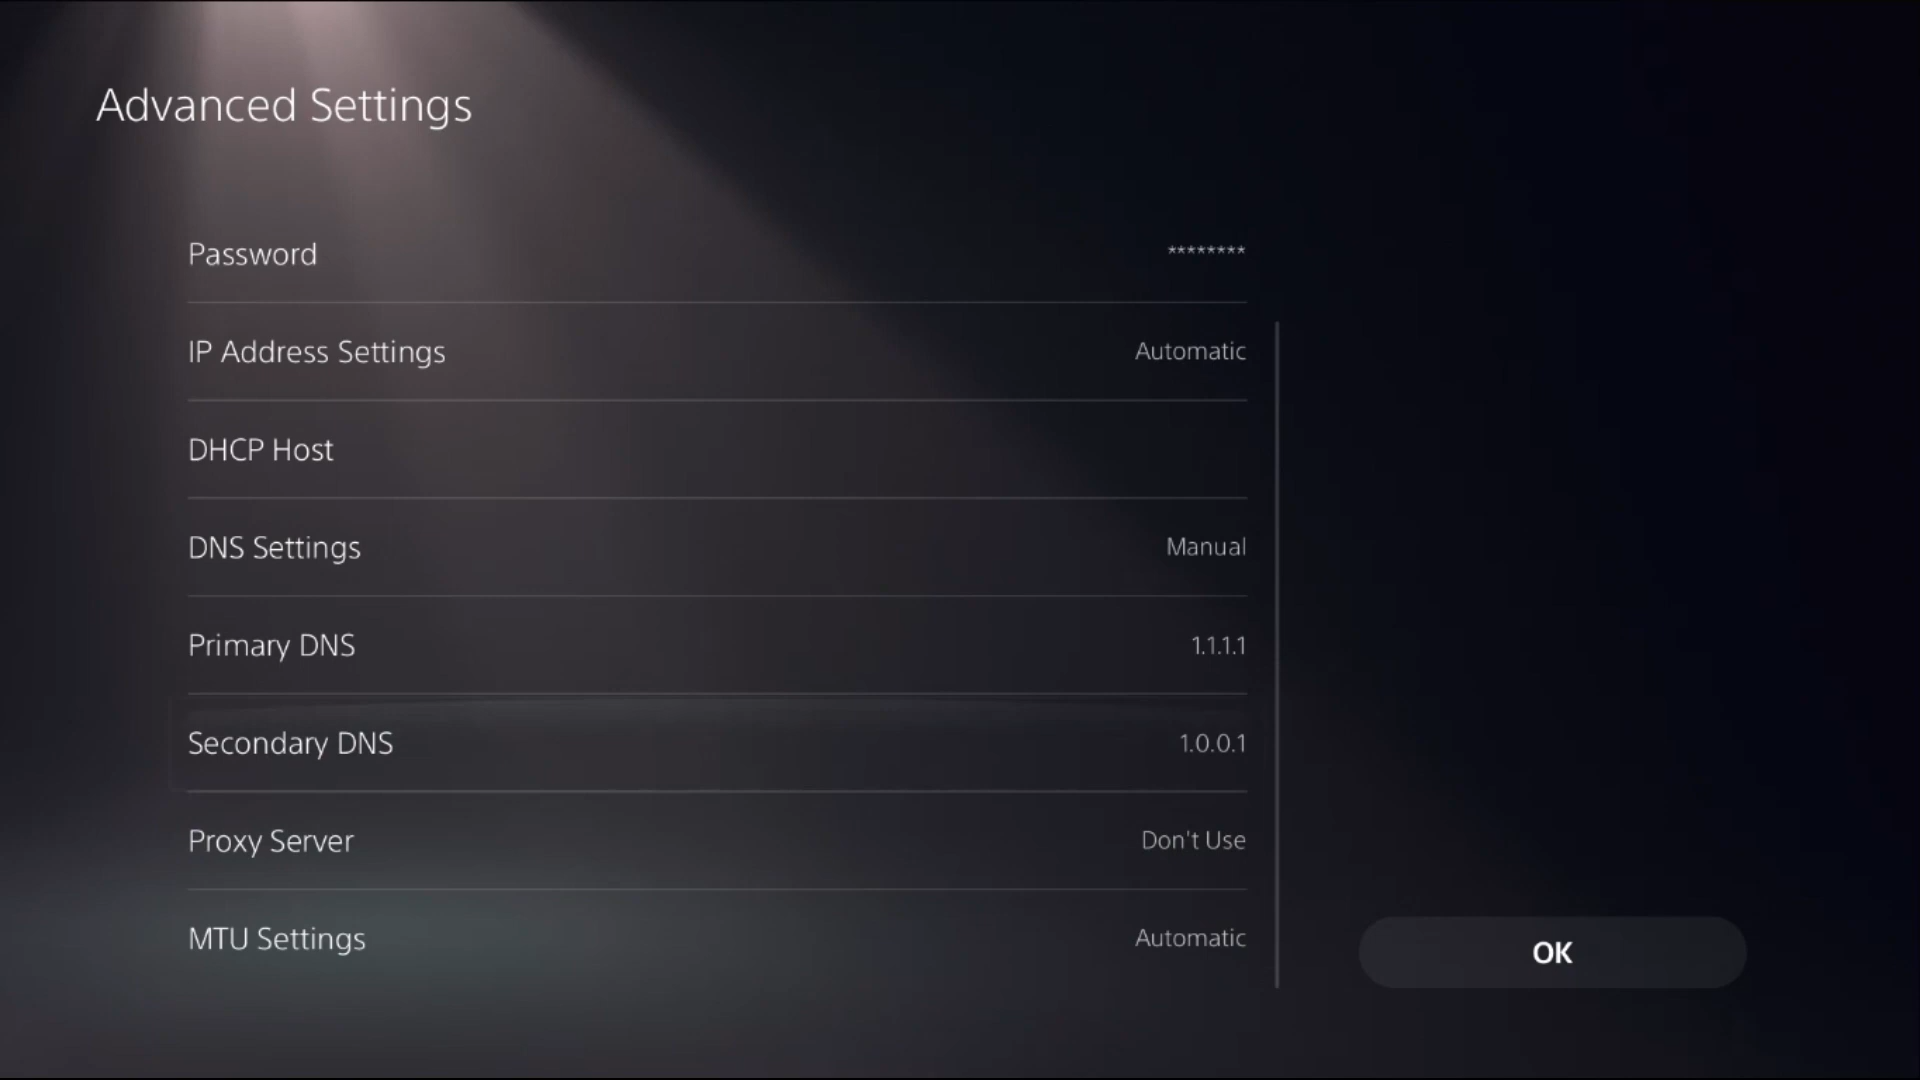 Advanced Settings
Password ********
IP Address Settings Automatic
DHCP Host
DNS Settings Manual
Primary DNS 1.1.1.1
Secondary DNS 1.0.0.1
Proxy Server Don't Use
MTU Settings Automatic
OK